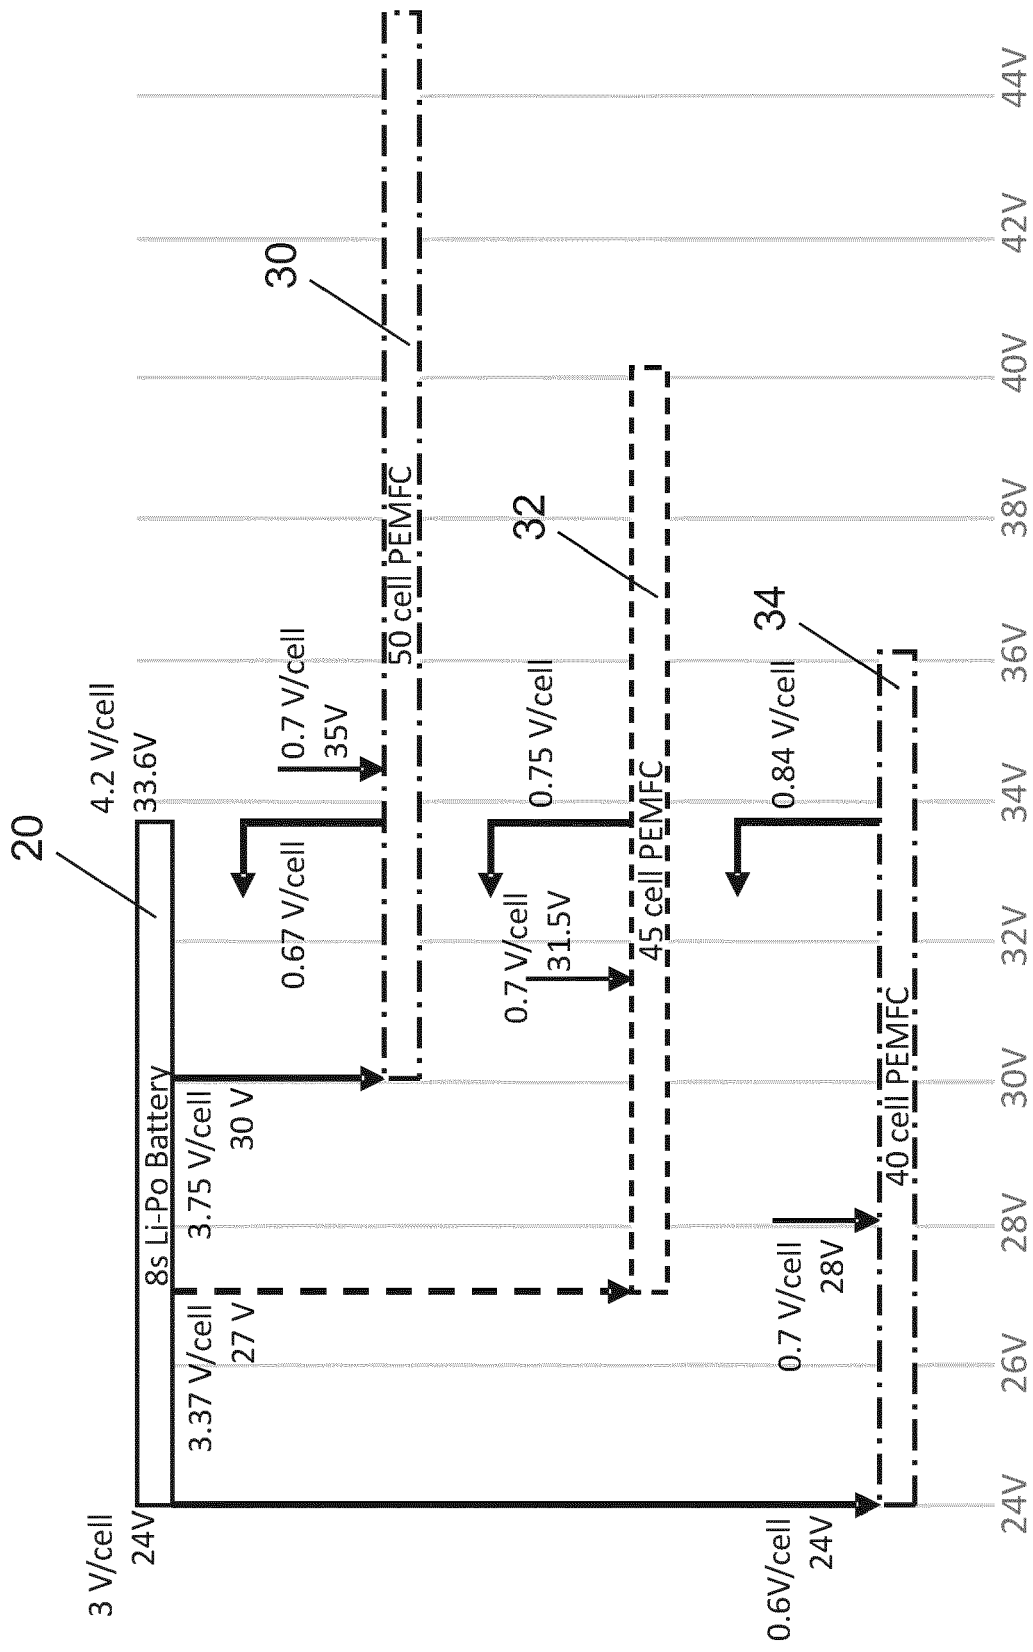 20
4.2 V/cell
33.6V
3 V/cell
24V
8s Li-Po Battery
3.37 V/cell
27 V
3.75 V/cell
30 V
0.67 V/cell
0.7 V/cell
35V
30
50 cell PEMFC
0.7 V/cell
31.5V
0.75 V/cell
32
45 cell PEMFC
0.6V/cell
24V
0.7 V/cell
28V
0.84 V/cell
34
40 cell PEMFC
24V
26V
28V
30V
32V
34V
36V
38V
40V
42V
44V